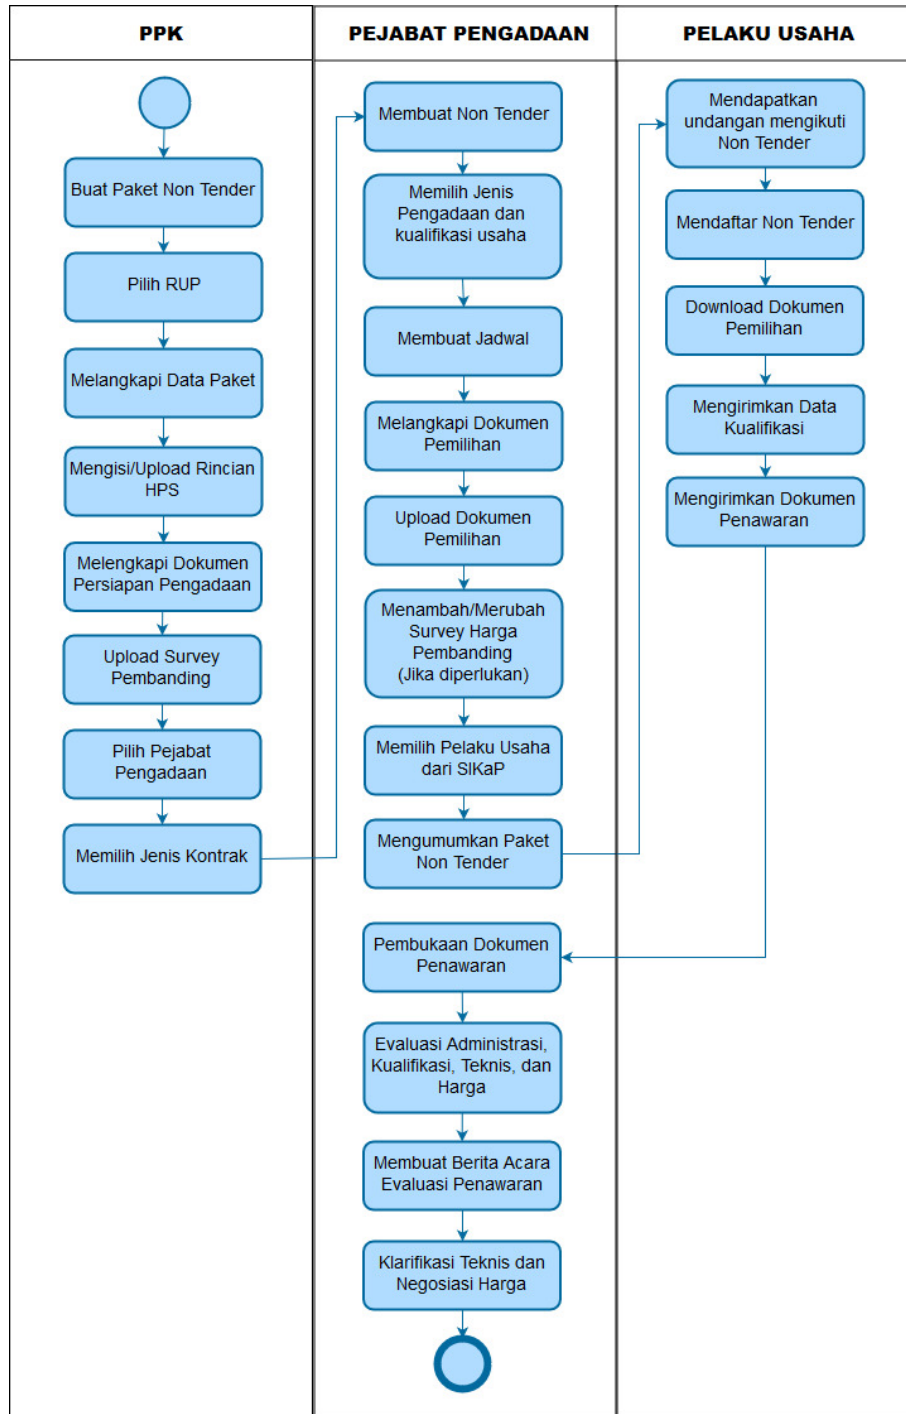 PPK
PEJABAT PENGADAAN
PELAKU USAHA
Buat Paket Non Tender
Pilih RUP
Melangkapi Data Paket
Mengisi/Upload Rincian
HPS
Melengkapi Dokumen
Persiapan Pengadaan
Upload Survey
Pembanding
Pilih Pejabat
Pengadaan
Memilih Jenis Kontrak
Membuat Non Tender
Memilih Jenis
Pengadaan dan
kualifikasi usaha
Membuat Jadwal
Melangkapi Dokumen
Pemilihan
Upload Dokumen
Pemilihan
Menambah/Merubah
Survey Harga
Pembanding
(Jika diperlukan)
Memilih Pelaku Usaha
dari SIKaP
Mengumumkan Paket
Non Tender
Mendapatkan
undangan mengikuti
Non Tender
Mendaftar Non Tender
Download Dokumen
Pemilihan
Mengirimkan Data
Kualifikasi
Mengirimkan Dokumen
Penawaran
Pembukaan Dokumen
Penawaran
Evaluasi Administrasi,
Kualifikasi, Teknis, dan
Harga
Membuat Berita Acara
Evaluasi Penawaran
Klarifikasi Teknis dan
Negosiasi Harga